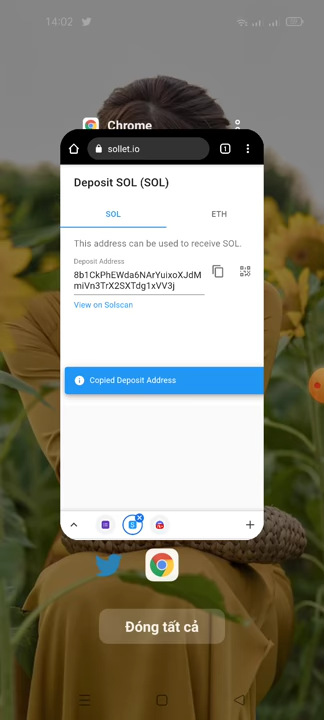 14:02
Chrome
sollet.io
1
Deposit SOL (SOL)
SOL
ETH
This address can be used to receive SOL.
Deposit Address
8b1CkPhEWda6NArYuixoXJdM
miVn3TrX2SXTdg1xVV3j
View on Solscan
Copied Deposit Address
Đóng tất cả